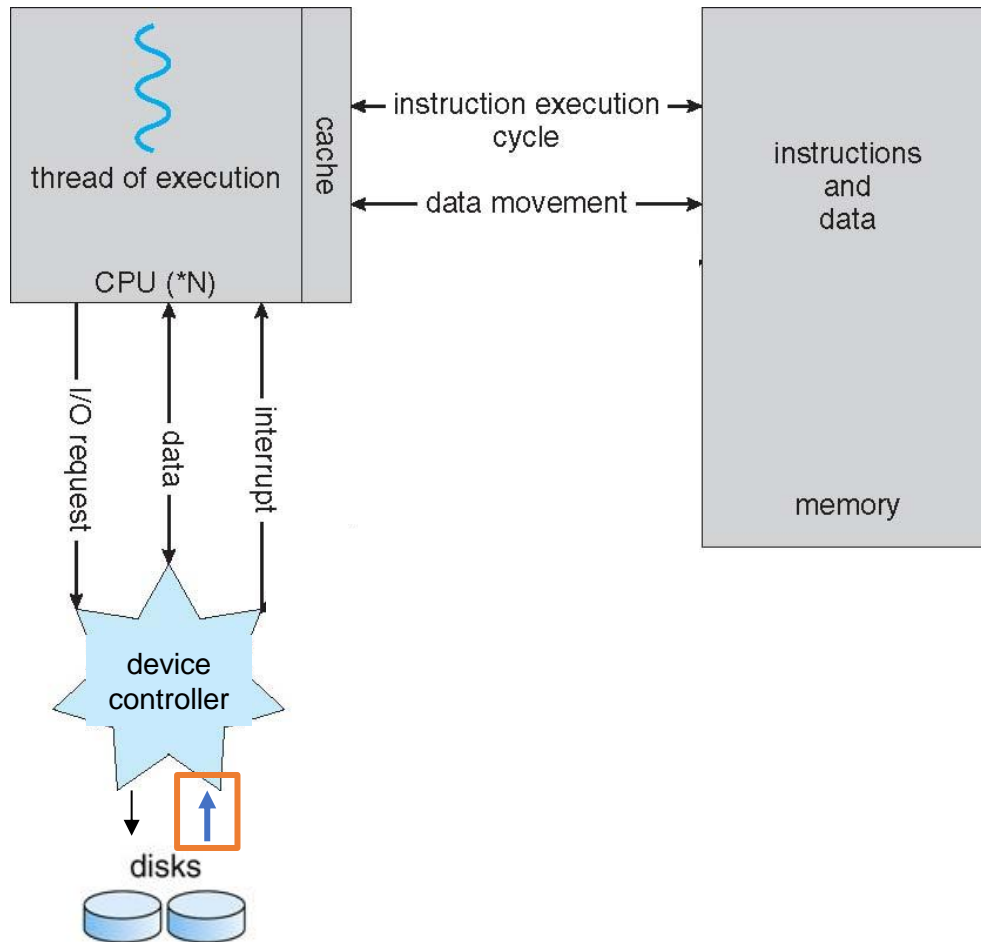 thread of execution
CPU (*N)
cache
instruction execution
cycle
data movement
instructions
and
data
memory
I/O request
data
interrupt
device
controller
disks